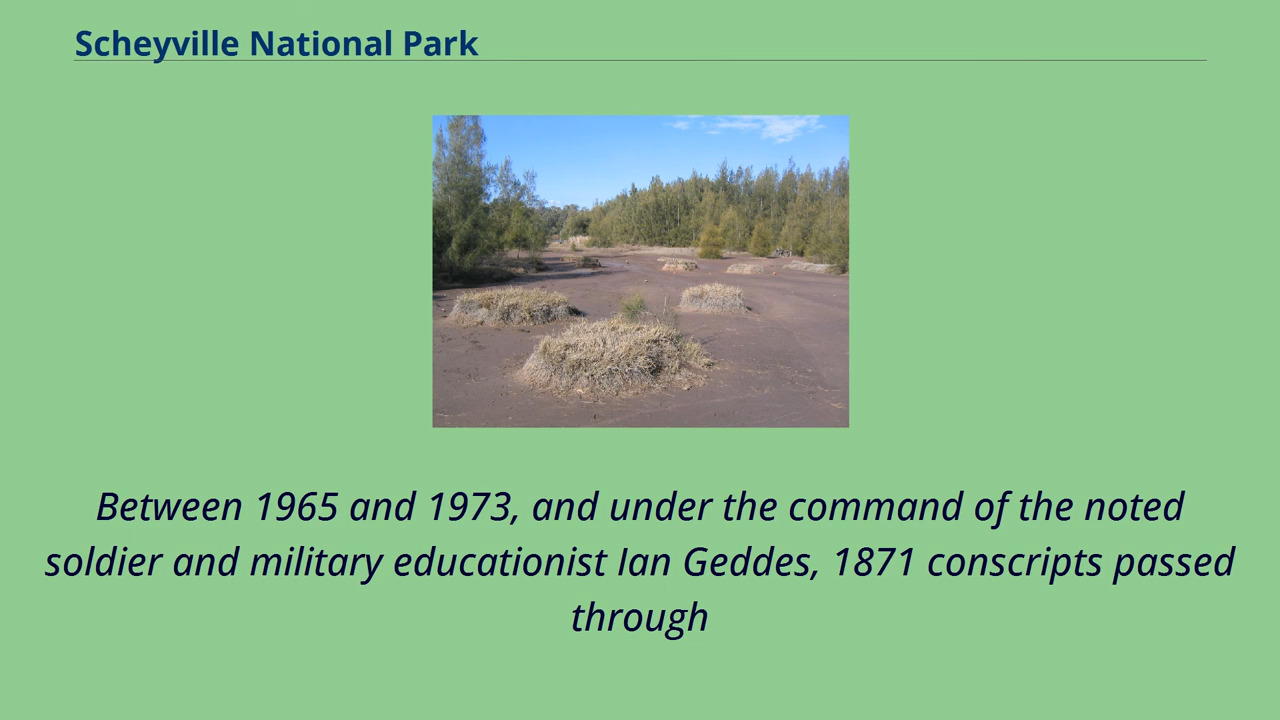 Scheyville National Park
Between 1965 and 1973, and under the command of the noted
soldier and military educationist Ian Geddes, 1871 conscripts passed
through